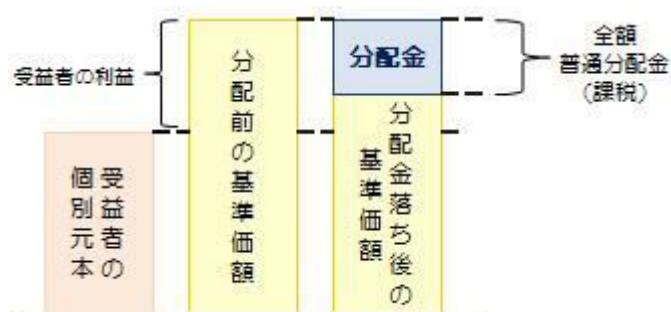 受益者の利益
受益者の
個別元本
分配前の基準価額
分配金
分配金落ち後の
基準価額
全額
普通分配金
(課税)